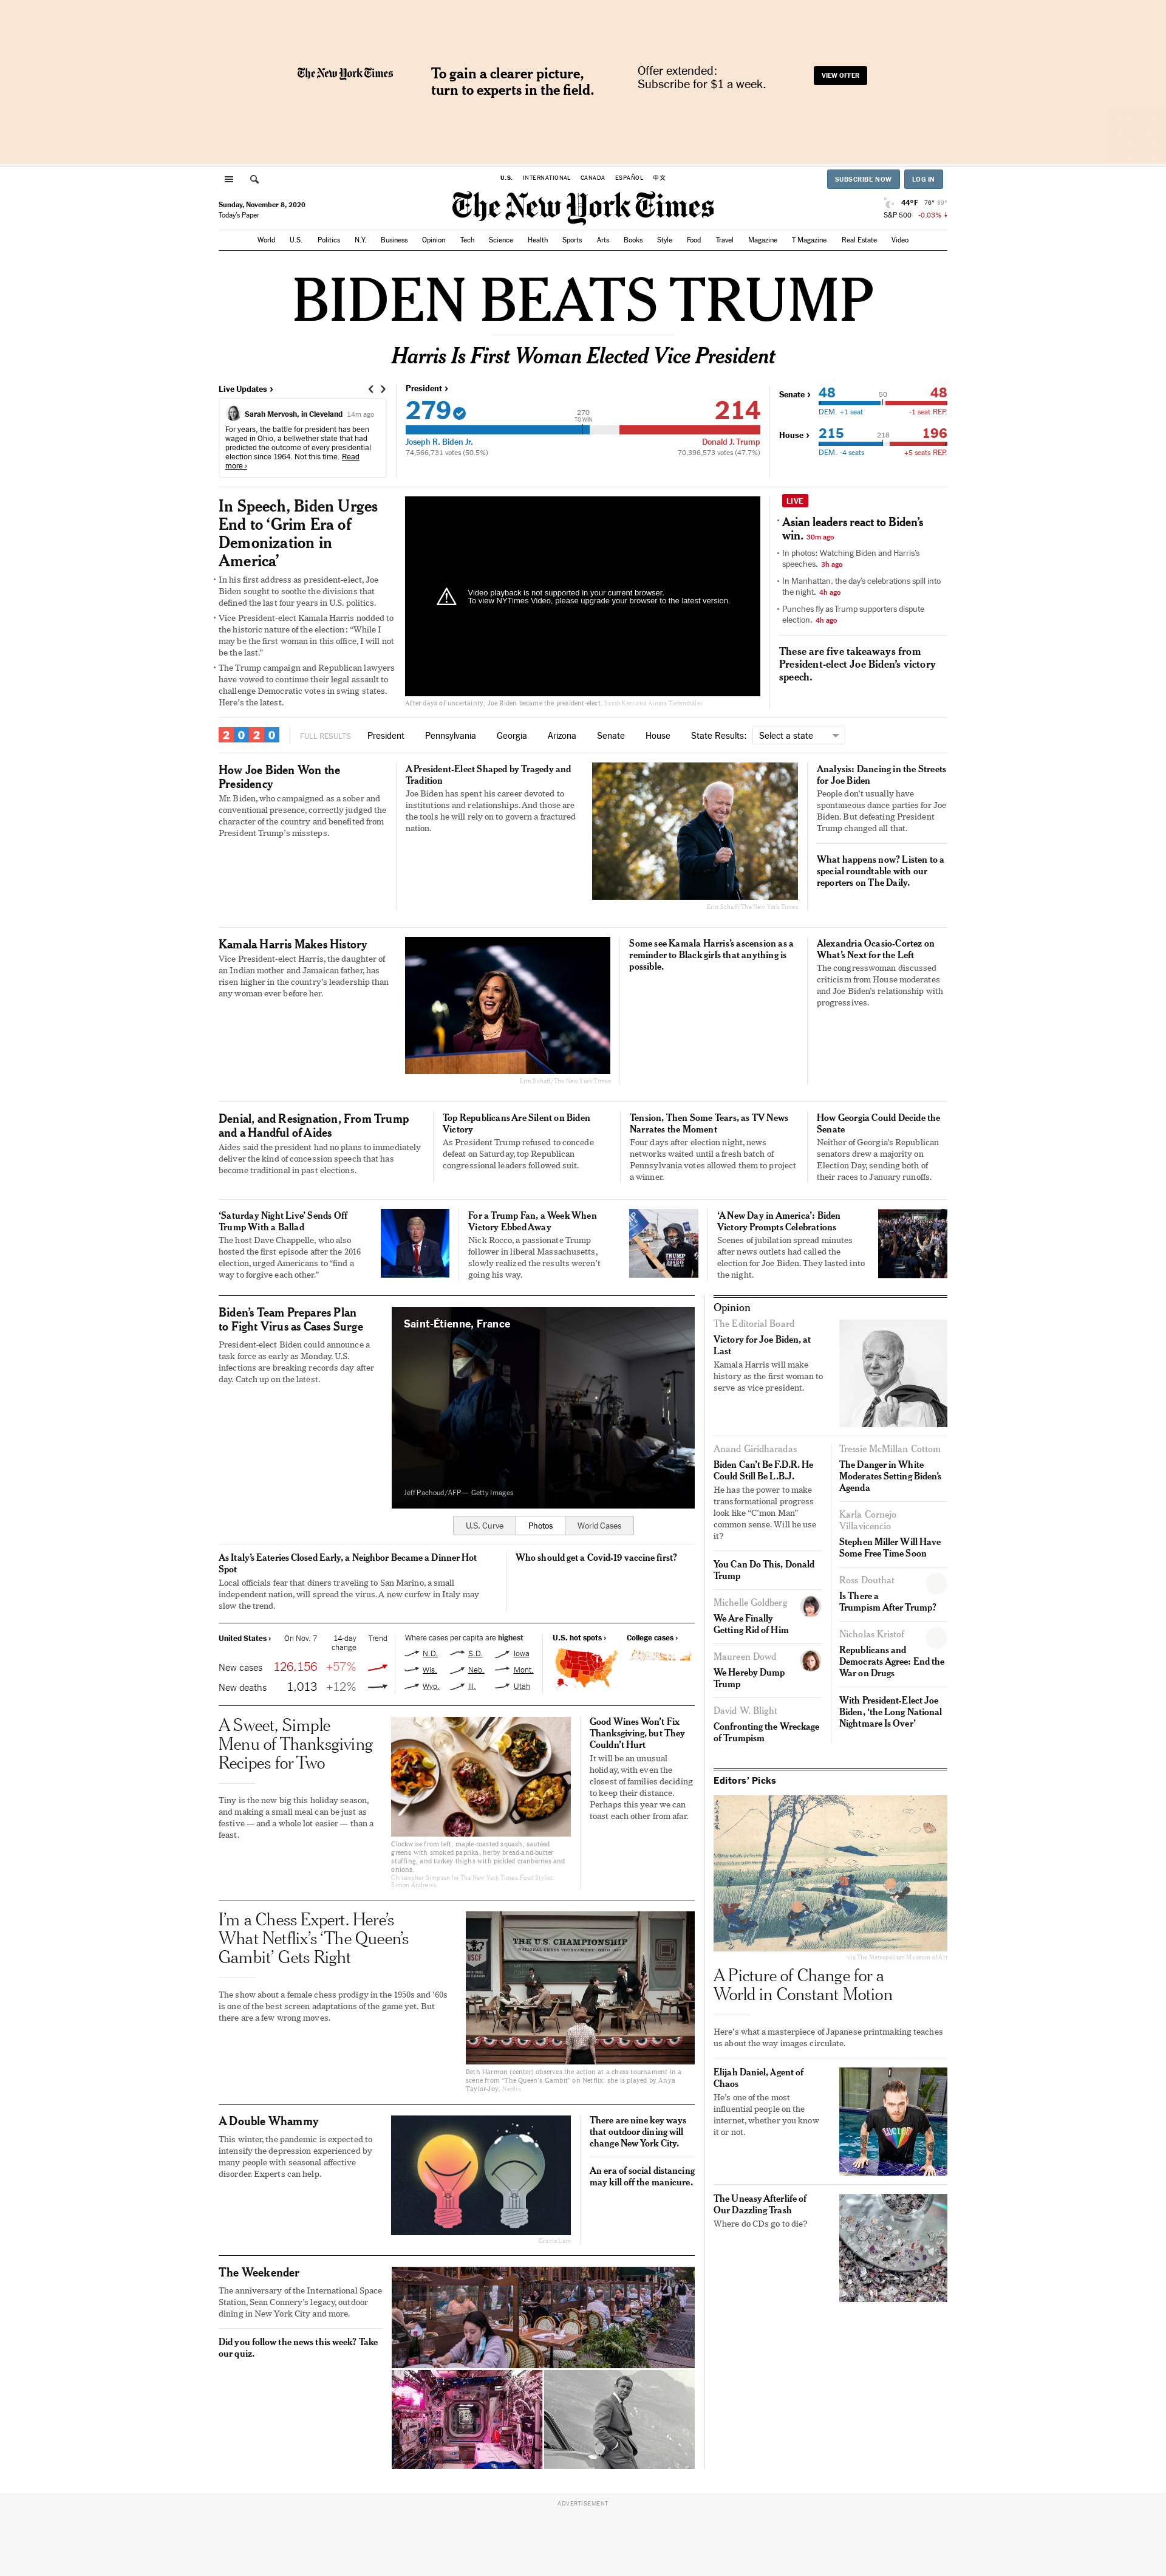 The New York Times
To gain a clearer picture,
turn to experts in the field.
Offer extended:
Subscribe for $1 a week.
VIEW OFFER
U.S. INTERNATIONAL CANADA ESPAÑOL 中文
SUBSCRIBE NOW LOG IN
Sunday, November 8, 2020
Today's Paper
The New York Times
44°F 76° 39°
S&P 500 -0.03%
World U.S. Politics N.Y. Business Opinion Tech Science Health Sports Arts Books Style Food Travel Magazine T Magazine Real Estate Video
BIDEN BEATS TRUMP
Harris Is First Woman Elected Vice President
Live Updates ›
Sarah Mervosh, in Cleveland 14m ago
For years, the battle for president has been
waged in Ohio, a bellwether state that had
predicted the outcome of every presidential
election since 1964. Not this time. Read
more ›
President ›
279
270
TO WIN
214
Joseph R. Biden Jr.
Donald J. Trump
74,566,731 votes (50.5%)
70,396,573 votes (47.7%)
Senate › 48 50 48
DEM. +1 seat -1 seat REP.
House › 215 218 196
DEM. -4 seats +5 seats REP.
In Speech, Biden Urges
End to ‘Grim Era of
Demonization in
America’
In his first address as president-elect, Joe
Biden sought to soothe the divisions that
defined the last four years in U.S. politics.
Vice President-elect Kamala Harris nodded to
the historic nature of the election: “While I
may be the first woman in this office, I will not
be the last.”
The Trump campaign and Republican lawyers
have vowed to continue their legal assault to
challenge Democratic votes in swing states.
Here's the latest.
Video playback is not supported in your current browser.
To view NYTimes Video, please upgrade your browser to the latest version.
After days of uncertainty, Joe Biden became the president-elect. Sarah Kerr and Ainara Tiefenthäler
LIVE
Asian leaders react to Biden's
win. 30m ago
In photos: Watching Biden and Harris's
speeches. 3h ago
In Manhattan, the day's celebrations spill into
the night. 4h ago
Punches fly as Trump supporters dispute
election. 4h ago
These are five takeaways from
President-elect Joe Biden's victory
speech.
2020 FULL RESULTS President Pennsylvania Georgia Arizona Senate House State Results: Select a state
How Joe Biden Won the
Presidency
Mr. Biden, who campaigned as a sober and
conventional presence, correctly judged the
character of the country and benefited from
President Trump's missteps.
A President-Elect Shaped by Tragedy and
Tradition
Joe Biden has spent his career devoted to
institutions and relationships. And those are
the tools he will rely on to govern a fractured
nation.
Erin Schaff/The New York Times
Analysis: Dancing in the Streets
for Joe Biden
People don't usually have
spontaneous dance parties for Joe
Biden. But defeating President
Trump changed all that.
What happens now? Listen to a
special roundtable with our
reporters on The Daily.
Kamala Harris Makes History
Vice President-elect Harris, the daughter of
an Indian mother and Jamaican father, has
risen higher in the country's leadership than
any woman ever before her.
Erin Schaff/The New York Times
Some see Kamala Harris's ascension as a
reminder to Black girls that anything is
possible.
Alexandria Ocasio-Cortez on
What's Next for the Left
The congresswoman discussed
criticism from House moderates
and Joe Biden's relationship with
progressives.
Denial, and Resignation, From Trump
and a Handful of Aides
Aides said the president had no plans to immediately
deliver the kind of concession speech that has
become traditional in past elections.
Top Republicans Are Silent on Biden
Victory
As President Trump refused to concede
defeat on Saturday, top Republican
congressional leaders followed suit.
Tension, Then Some Tears, as TV News
Narrates the Moment
Four days after election night, news
networks waited until a fresh batch of
Pennsylvania votes allowed them to project
a winner.
How Georgia Could Decide the
Senate
Neither of Georgia's Republican
senators drew a majority on
Election Day, sending both of
their races to January runoffs.
‘Saturday Night Live’ Sends Off
Trump With a Ballad
The host Dave Chappelle, who also
hosted the first episode after the 2016
election, urged Americans to “find a
way to forgive each other.”
For a Trump Fan, a Week When
Victory Ebbed Away
Nick Rocco, a passionate Trump
follower in liberal Massachusetts,
slowly realized the results weren't
going his way.
TRUMP
‘A New Day in America’: Biden
Victory Prompts Celebrations
Scenes of jubilation spread minutes
after news outlets had called the
election for Joe Biden. They lasted into
the night.
Biden's Team Prepares Plan
to Fight Virus as Cases Surge
President-elect Biden could announce a
task force as early as Monday. U.S.
infections are breaking records day after
day. Catch up on the latest.
Saint-Étienne, France
Jeff Pachoud/AFP— Getty Images
U.S. Curve Photos World Cases
As Italy's Eateries Closed Early, a Neighbor Became a Dinner Hot
Spot
Local officials fear that diners traveling to San Marino, a small
independent nation, will spread the virus. A new curfew in Italy may
slow the trend.
Who should get a Covid-19 vaccine first?
United States › On Nov. 7 14-day
change Trend
New cases 126,156 +57%
New deaths 1,013 +12%
Where cases per capita are highest
N.D. S.D. Iowa
Wis. Neb. Mont.
Wyo. Ill. Utah
U.S. hot spots ›
College cases ›
A Sweet, Simple
Menu of Thanksgiving
Recipes for Two
Tiny is the new big this holiday season,
and making a small meal can be just as
festive — and a whole lot easier — than a
feast.
Clockwise from left, maple-roasted squash, sautéed
greens with smoked paprika, herby bread-and-butter
stuffing, and turkey thighs with pickled cranberries and
onions.
Christopher Simpson for The New York Times. Food Stylist:
Simon Andrews.
Good Wines Won't Fix
Thanksgiving, but They
Couldn't Hurt
It will be an unusual
holiday, with even the
closest of families deciding
to keep their distance.
Perhaps this year we can
toast each other from afar.
I'm a Chess Expert. Here's
What Netflix's ‘The Queen's
Gambit’ Gets Right
The show about a female chess prodigy in the 1950s and '60s
is one of the best screen adaptations of the game yet. But
there are a few wrong moves.
USCF
THE U.S. CHAMPIONSHIP
Beth Harmon (center) observes the action at a chess tournament in a
scene from “The Queen's Gambit” on Netflix; she is played by Anya
Taylor-Joy. Netflix
A Double Whammy
This winter, the pandemic is expected to
intensify the depression experienced by
many people with seasonal affective
disorder. Experts can help.
Gracia Lam
There are nine key ways
that outdoor dining will
change New York City.
An era of social distancing
may kill off the manicure.
The Weekender
The anniversary of the International Space
Station, Sean Connery's legacy, outdoor
dining in New York City and more.
Did you follow the news this week? Take
our quiz.
Opinion
The Editorial Board
Victory for Joe Biden, at
Last
Kamala Harris will make
history as the first woman to
serve as vice president.
Anand Giridharadas
Biden Can't Be F.D.R. He
Could Still Be L.B.J.
He has the power to make
transformational progress
look like “C'mon Man”
common sense. Will he use
it?
You Can Do This, Donald
Trump
Michelle Goldberg
We Are Finally
Getting Rid of Him
Maureen Dowd
We Hereby Dump
Trump
David W. Blight
Confronting the Wreckage
of Trumpism
Tressie McMillan Cottom
The Danger in White
Moderates Setting Biden's
Agenda
Karla Cornejo
Villavicencio
Stephen Miller Will Have
Some Free Time Soon
Ross Douthat
Is There a
Trumpism After Trump?
Nicholas Kristof
Republicans and
Democrats Agree: End the
War on Drugs
With President-Elect Joe
Biden, ‘the Long National
Nightmare Is Over’
Editors' Picks
via The Metropolitan Museum of Art
A Picture of Change for a
World in Constant Motion
Here's what a masterpiece of Japanese printmaking teaches
us about the way images circulate.
Elijah Daniel, Agent of
Chaos
He's one of the most
influential people on the
internet, whether you know
it or not.
The Uneasy Afterlife of
Our Dazzling Trash
Where do CDs go to die?
ADVERTISEMENT